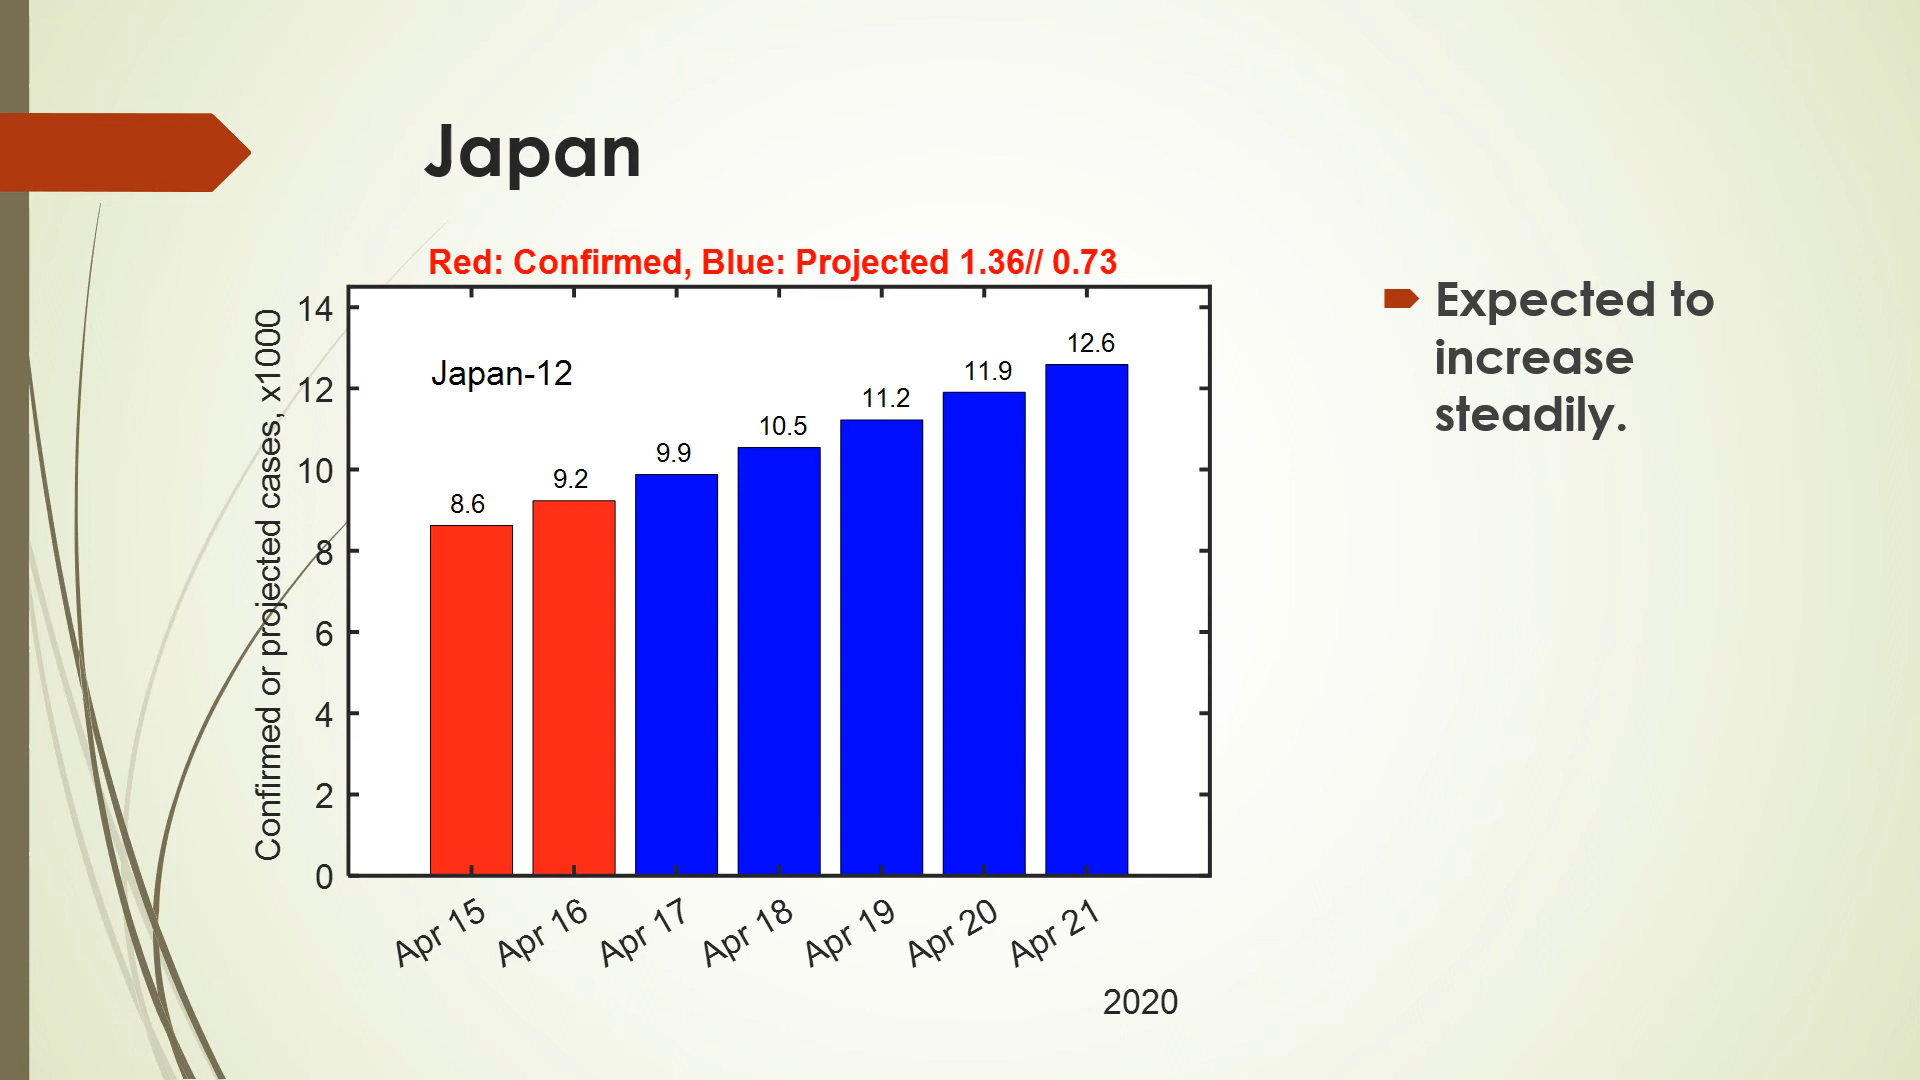 Japan
Red: Confirmed, Blue: Projected 1.36// 0.73
Confirmed or projected cases, x1000
14
12
10
8
6
4
2
0
Japan-12
8.6
9.2
9.9
10.5
11.2
11.9
12.6
Apr 15
Apr 16
Apr 17
Apr 18
Apr 19
Apr 20
Apr 21
2020
Expected to
increase
steadily.